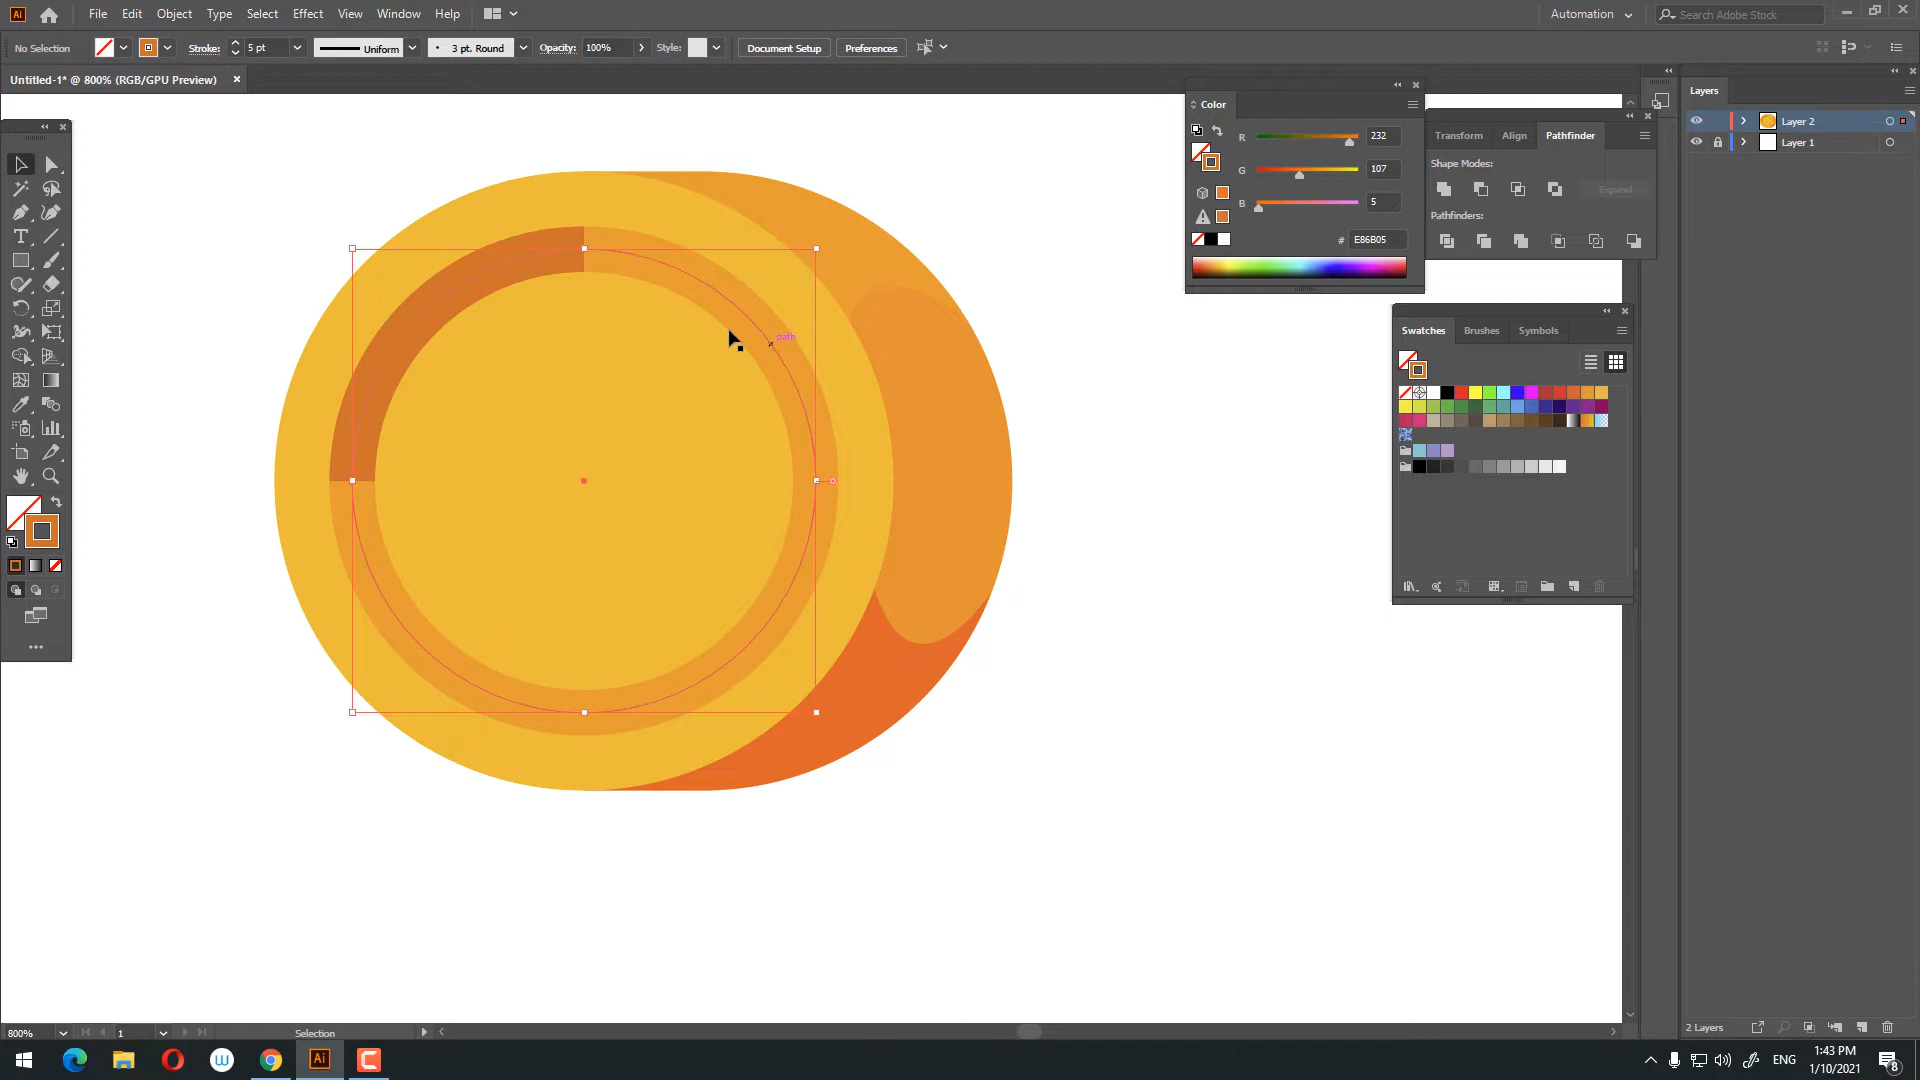 Ai File Edit Object Type Select Effect View Window Help Automation Search Adobe Stock
No Selection Stroke: 5 pt Uniform 3 pt. Round Opacity: 100% Style: Document Setup Preferences
Untitled-1* @ 800% (RGB/GPU Preview)
Color
R 232
G 107
B 5
# E86B05
Transform Align Pathfinder
Shape Modes:
Expand
Pathfinders:
Swatches Brushes Symbols
Layers
Layer 2
Layer 1
path
800% 1 Selection
2 Layers
Ai
ENG
1:43 PM
1/10/2021
8